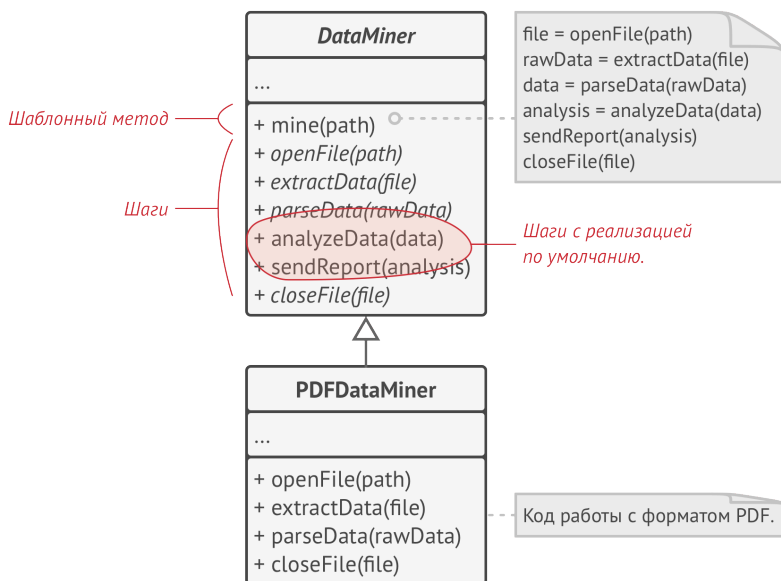 DataMiner
...
Шаблонный метод
+ mine(path)
Шаги
+ openFile(path)
+ extractData(file)
+ parseData(rawData)
+ analyzeData(data)
+ sendReport(analysis)
+ closeFile(file)
file = openFile(path)
rawData = extractData(file)
data = parseData(rawData)
analysis = analyzeData(data)
sendReport(analysis)
closeFile(file)
Шаги с реализацией
по умолчанию.
PDFDataMiner
...
+ openFile(path)
+ extractData(file)
+ parseData(rawData)
+ closeFile(file)
Код работы с форматом PDF.